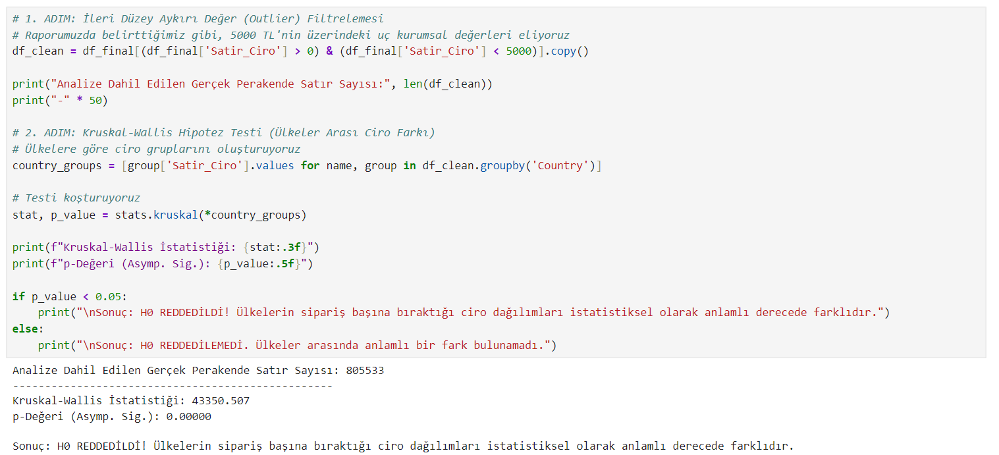 # 1. ADIM: İleri Düzey Aykırı Değer (Outlier) Filtrelemesi
# Raporumuzda belirttiğimiz gibi, 5000 TL'nin üzerindeki uç kurumsal değerleri eliyoruz
df_clean = df_final[(df_final['Satir_Ciro'] > 0) & (df_final['Satir_Ciro'] < 5000)].copy()
print("Analize Dahil Edilen Gerçek Perakende Satır Sayısı:", len(df_clean))
print("-" * 50)
# 2. ADIM: Kruskal-Wallis Hipotez Testi (Ülkeler Arası Ciro Farkı)
# Ülkelere göre ciro gruplarını oluşturuyoruz
country_groups = [group['Satir_Ciro'].values for name, group in df_clean.groupby('Country')]
# Testi koşturuyoruz
stat, p_value = stats.kruskal(*country_groups)
print(f"Kruskal-Wallis İstatistiği: {stat:.3f}")
print(f"p-Değeri (Asymp. Sig.): {p_value:.5f}")
if p_value < 0.05:
    print("\nSonuç: H0 REDDEDİLDİ! Ülkelerin sipariş başına bıraktığı ciro dağılımları istatistiksel olarak anlamlı derecede farklıdır.")
else:
    print("\nSonuç: H0 REDDEDİLEMEDİ. Ülkeler arasında anlamlı bir fark bulunamadı.")
Analize Dahil Edilen Gerçek Perakende Satır Sayısı: 805533
--------------------------------------------------
Kruskal-Wallis İstatistiği: 43350.507
p-Değeri (Asymp. Sig.): 0.00000
Sonuç: H0 REDDEDİLDİ! Ülkelerin sipariş başına bıraktığı ciro dağılımları istatistiksel olarak anlamlı derecede farklıdır.